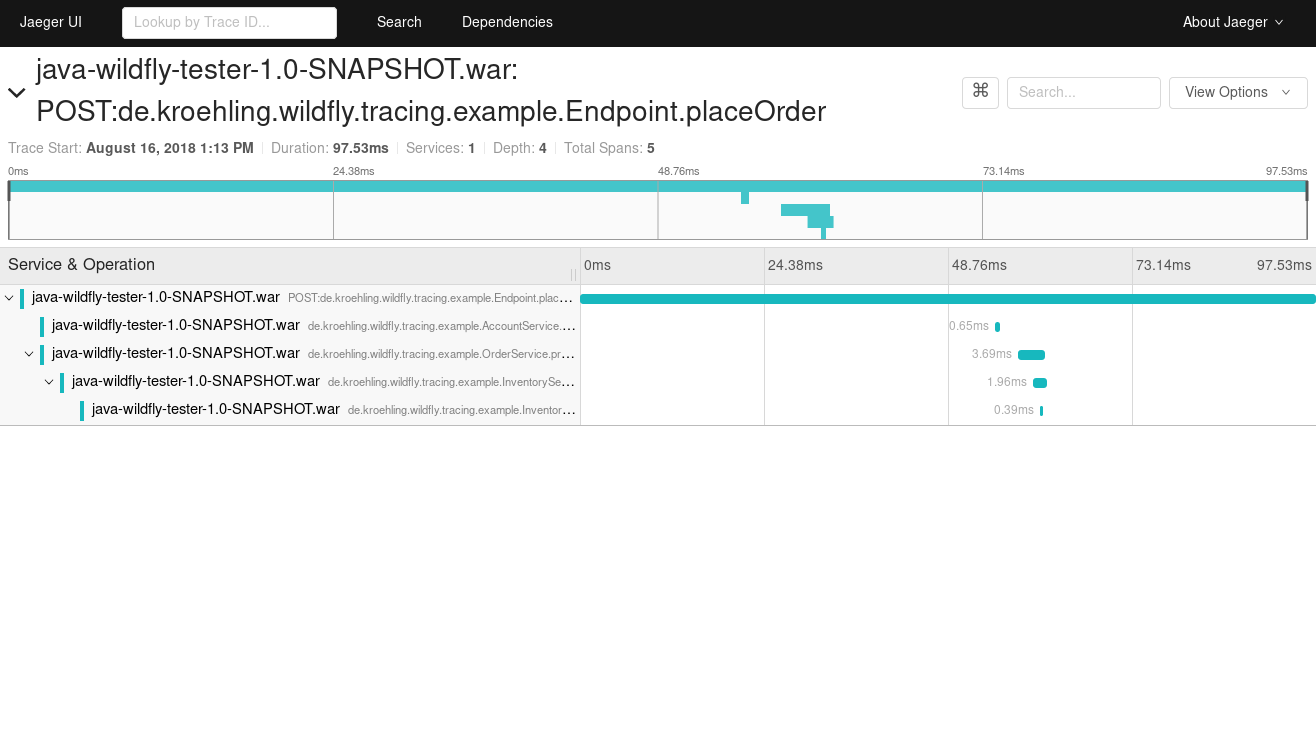 Jaeger UI Lookup by Trace ID... Search Dependencies About Jaeger
java-wildfly-tester-1.0-SNAPSHOT.war:
POST:de.kroehling.wildfly.tracing.example.Endpoint.placeOrder
⌘ Search... View Options
Trace Start: August 16, 2018 1:13 PM Duration: 97.53ms Services: 1 Depth: 4 Total Spans: 5
0ms 24.38ms 48.76ms 73.14ms 97.53ms
Service & Operation 0ms 24.38ms 48.76ms 73.14ms 97.53ms
java-wildfly-tester-1.0-SNAPSHOT.war POST:de.kroehling.wildfly.tracing.example.Endpoint.plac...
java-wildfly-tester-1.0-SNAPSHOT.war de.kroehling.wildfly.tracing.example.AccountService.... 0.65ms
java-wildfly-tester-1.0-SNAPSHOT.war de.kroehling.wildfly.tracing.example.OrderService.pr... 3.69ms
java-wildfly-tester-1.0-SNAPSHOT.war de.kroehling.wildfly.tracing.example.InventorySe... 1.96ms
java-wildfly-tester-1.0-SNAPSHOT.war de.kroehling.wildfly.tracing.example.Inventor... 0.39ms